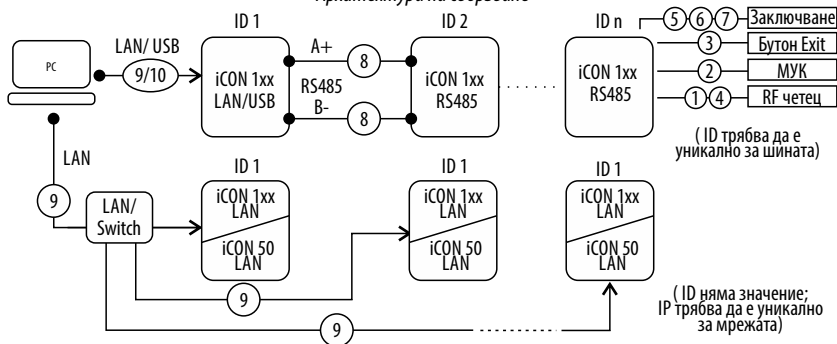 ID 1
ID 2
ID n
PC
LAN/ USB
9/10
iCON 1xx
LAN/USB
A+
RS485
B-
8
8
iCON 1xx
RS485
iCON 1xx
RS485
5
6
7
Заключване
3
Бутон Exit
2
МУК
1
4
RF четец
( ID трябва да е
уникално за шината)
LAN
9
LAN/
Switch
ID 1
iCON 1xx
LAN
iCON 50
LAN
ID 1
iCON 1xx
LAN
iCON 50
LAN
ID 1
iCON 1xx
LAN
iCON 50
LAN
9
9
( ID няма значение;
IP трябва да е уникално
за мрежата)